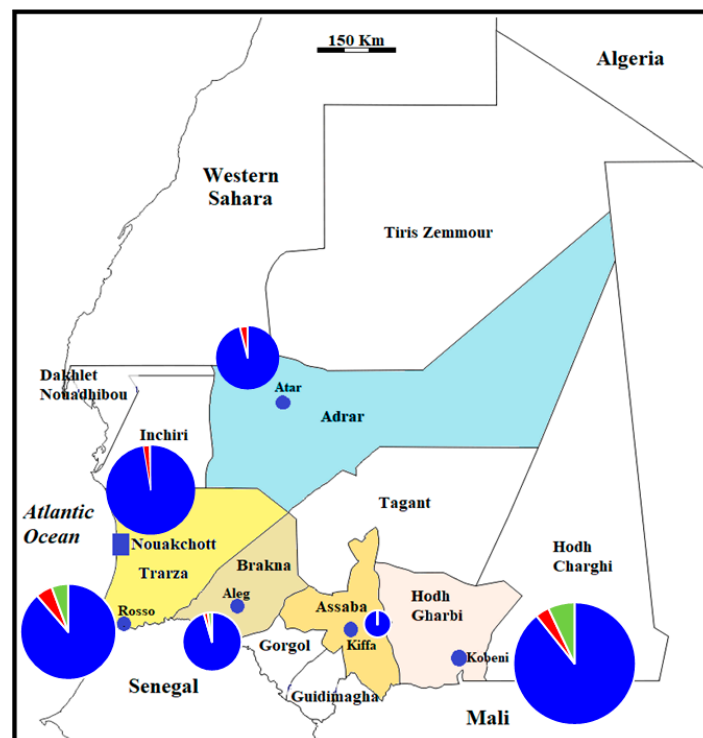 150 Km
Algeria
Western
Sahara
Tiris Zemmour
Dakhlet
Nouadhibou
Atar
Adrar
Inchiri
Atlantic
Ocean
Tagant
Nouakchott
Hodh
Charghi
Brakna
Trarza
Aleg
Assaba
Hodh
Gharbi
Rosso
Gorgol
Kiffa
Kobeni
Senegal
Guidimagha
Mali